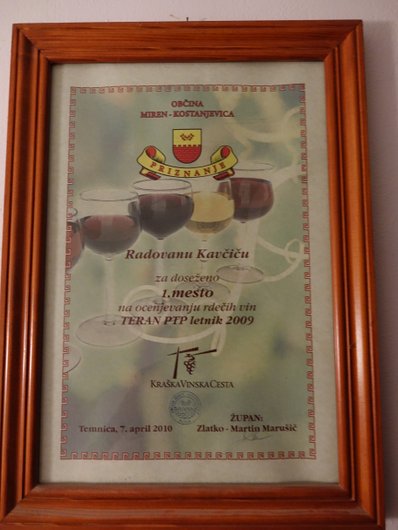 OBČINA
MIREN - KOSTANJEVICA
PRIZNANJE
Radovanu Kavčiču
za doseženo
1.mesto
na ocenjevanju rdečih vin
TERAN PTP letnik 2009
KRAŠKAVINSKACESTA
Temnica, 7. april 2010
ŽUPAN:
Zlatko - Martin Marušič